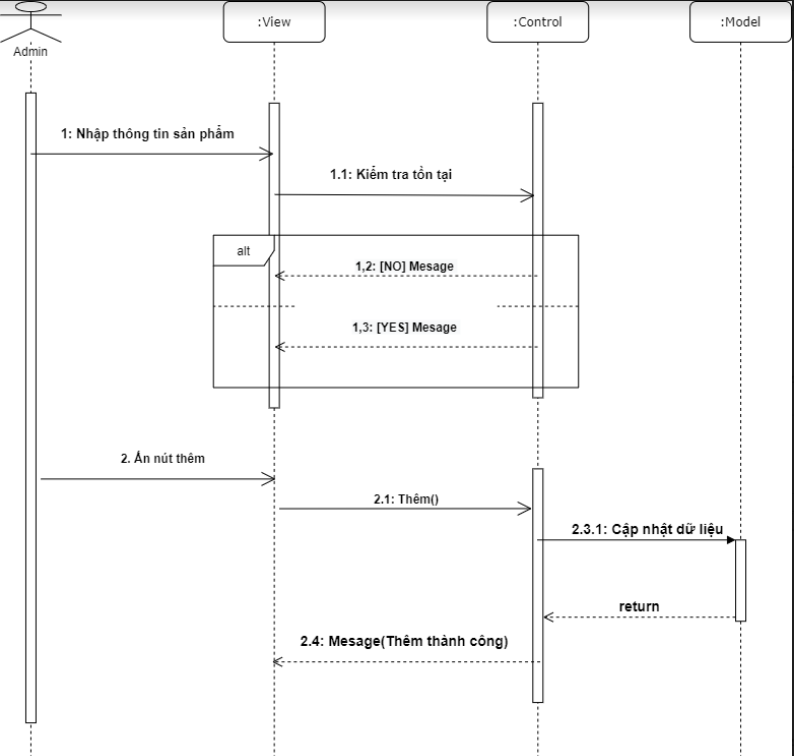 :View
:Control
:Model
Admin
1: Nhập thông tin sản phẩm
1.1: Kiểm tra tồn tại
alt
1,2: [NO] Mesage
1,3: [YES] Mesage
2. Ấn nút thêm
2.1: Thêm()
2.3.1: Cập nhật dữ liệu
return
2.4: Mesage(Thêm thành công)